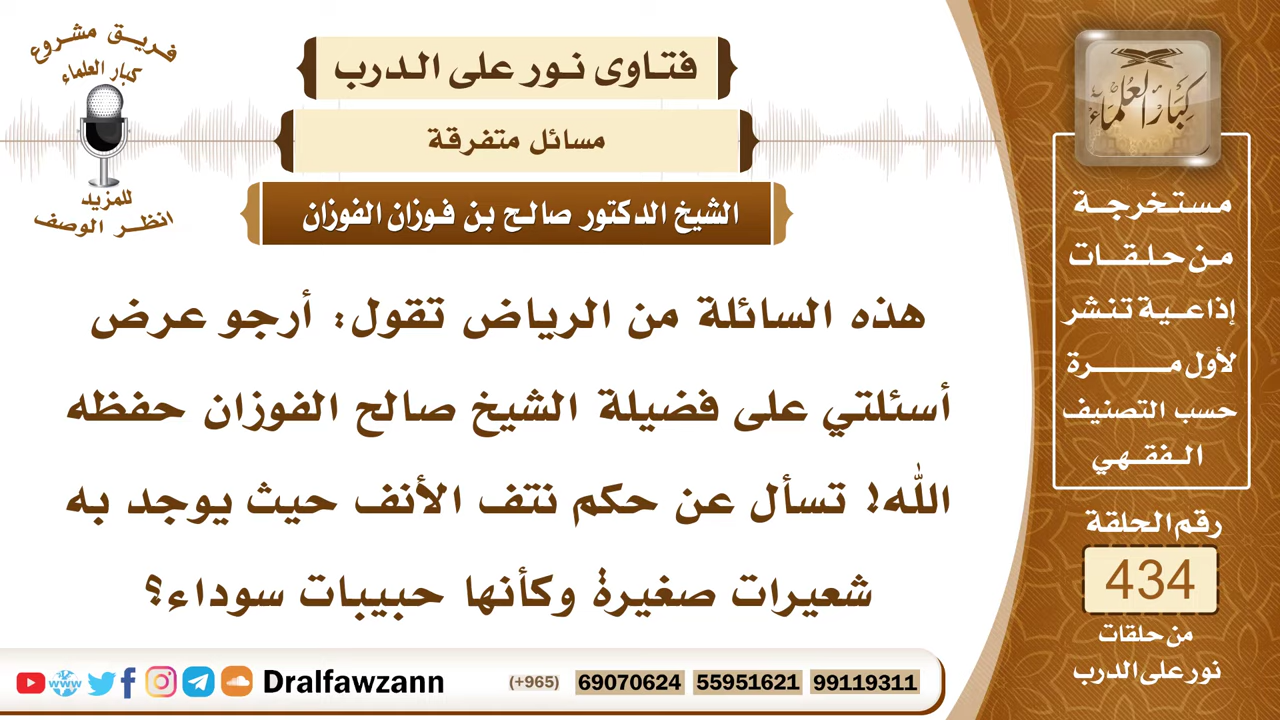 فريق مشروع
كبار العلماء
للمزيد
انظر الوصف
فتاوى نور على الدرب
مسائل متفرقة
الشيخ الدكتور صالح بن فوزان الفوزان
هذه السائلة من الرياض تقول: أرجو عرض
أسئلتي على فضيلة الشيخ صالح الفوزان حفظه
الله! تسأل عن حكم نتف الأنف حيث يوجد به
شعيرات صغيرة وكأنها حبيبات سوداء؟
كبار العلماء
مستخرجة
من حلقات
إذاعية تنشر
لأول مرة
حسب التصنيف
الفقهي
رقم الحلقة
434
من حلقات
نور على الدرب
www Dralfawzann (+965) 69070624 55951621 99119311